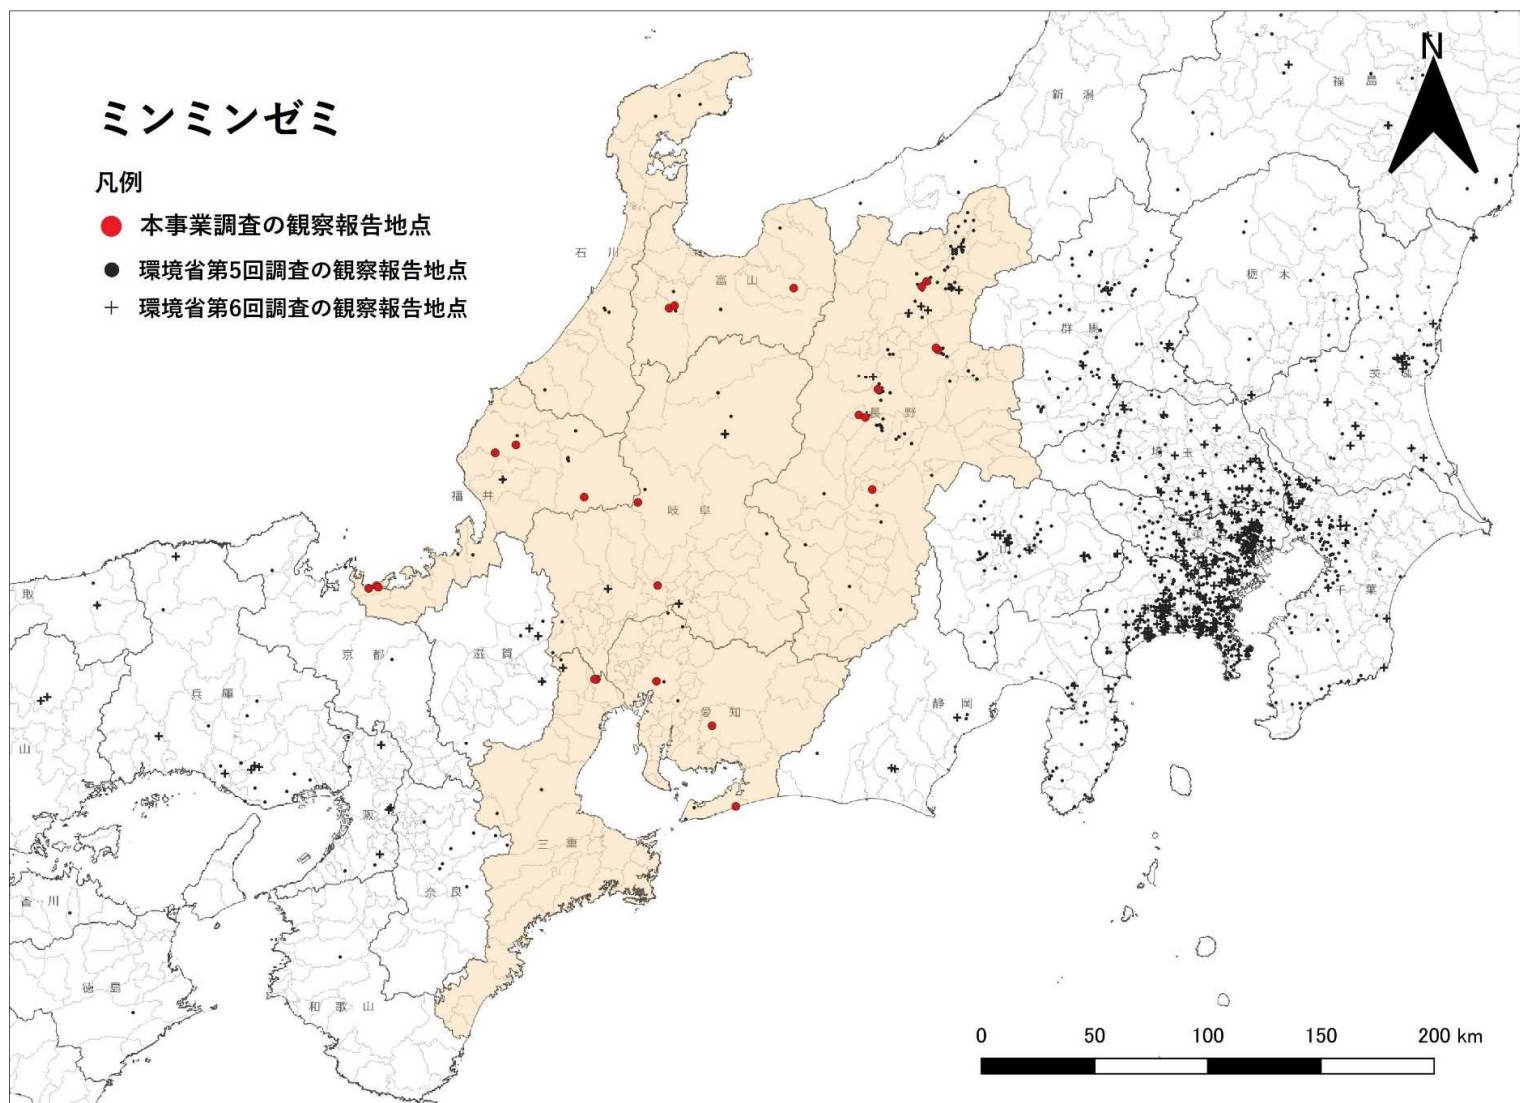 ミンミンゼミ
凡例
本事業調査の観察報告地点
環境省第5回調査の観察報告地点
環境省第6回調査の観察報告地点
N
福島
新潟
石川
富山
栃木
群馬
茨城
長野
埼玉
福井
岐阜
山
取
千葉
京都
滋賀
兵庫
静岡
愛知
山
阪
三重
奈良
香川
徳島
和歌山
0 50 100 150 200 km